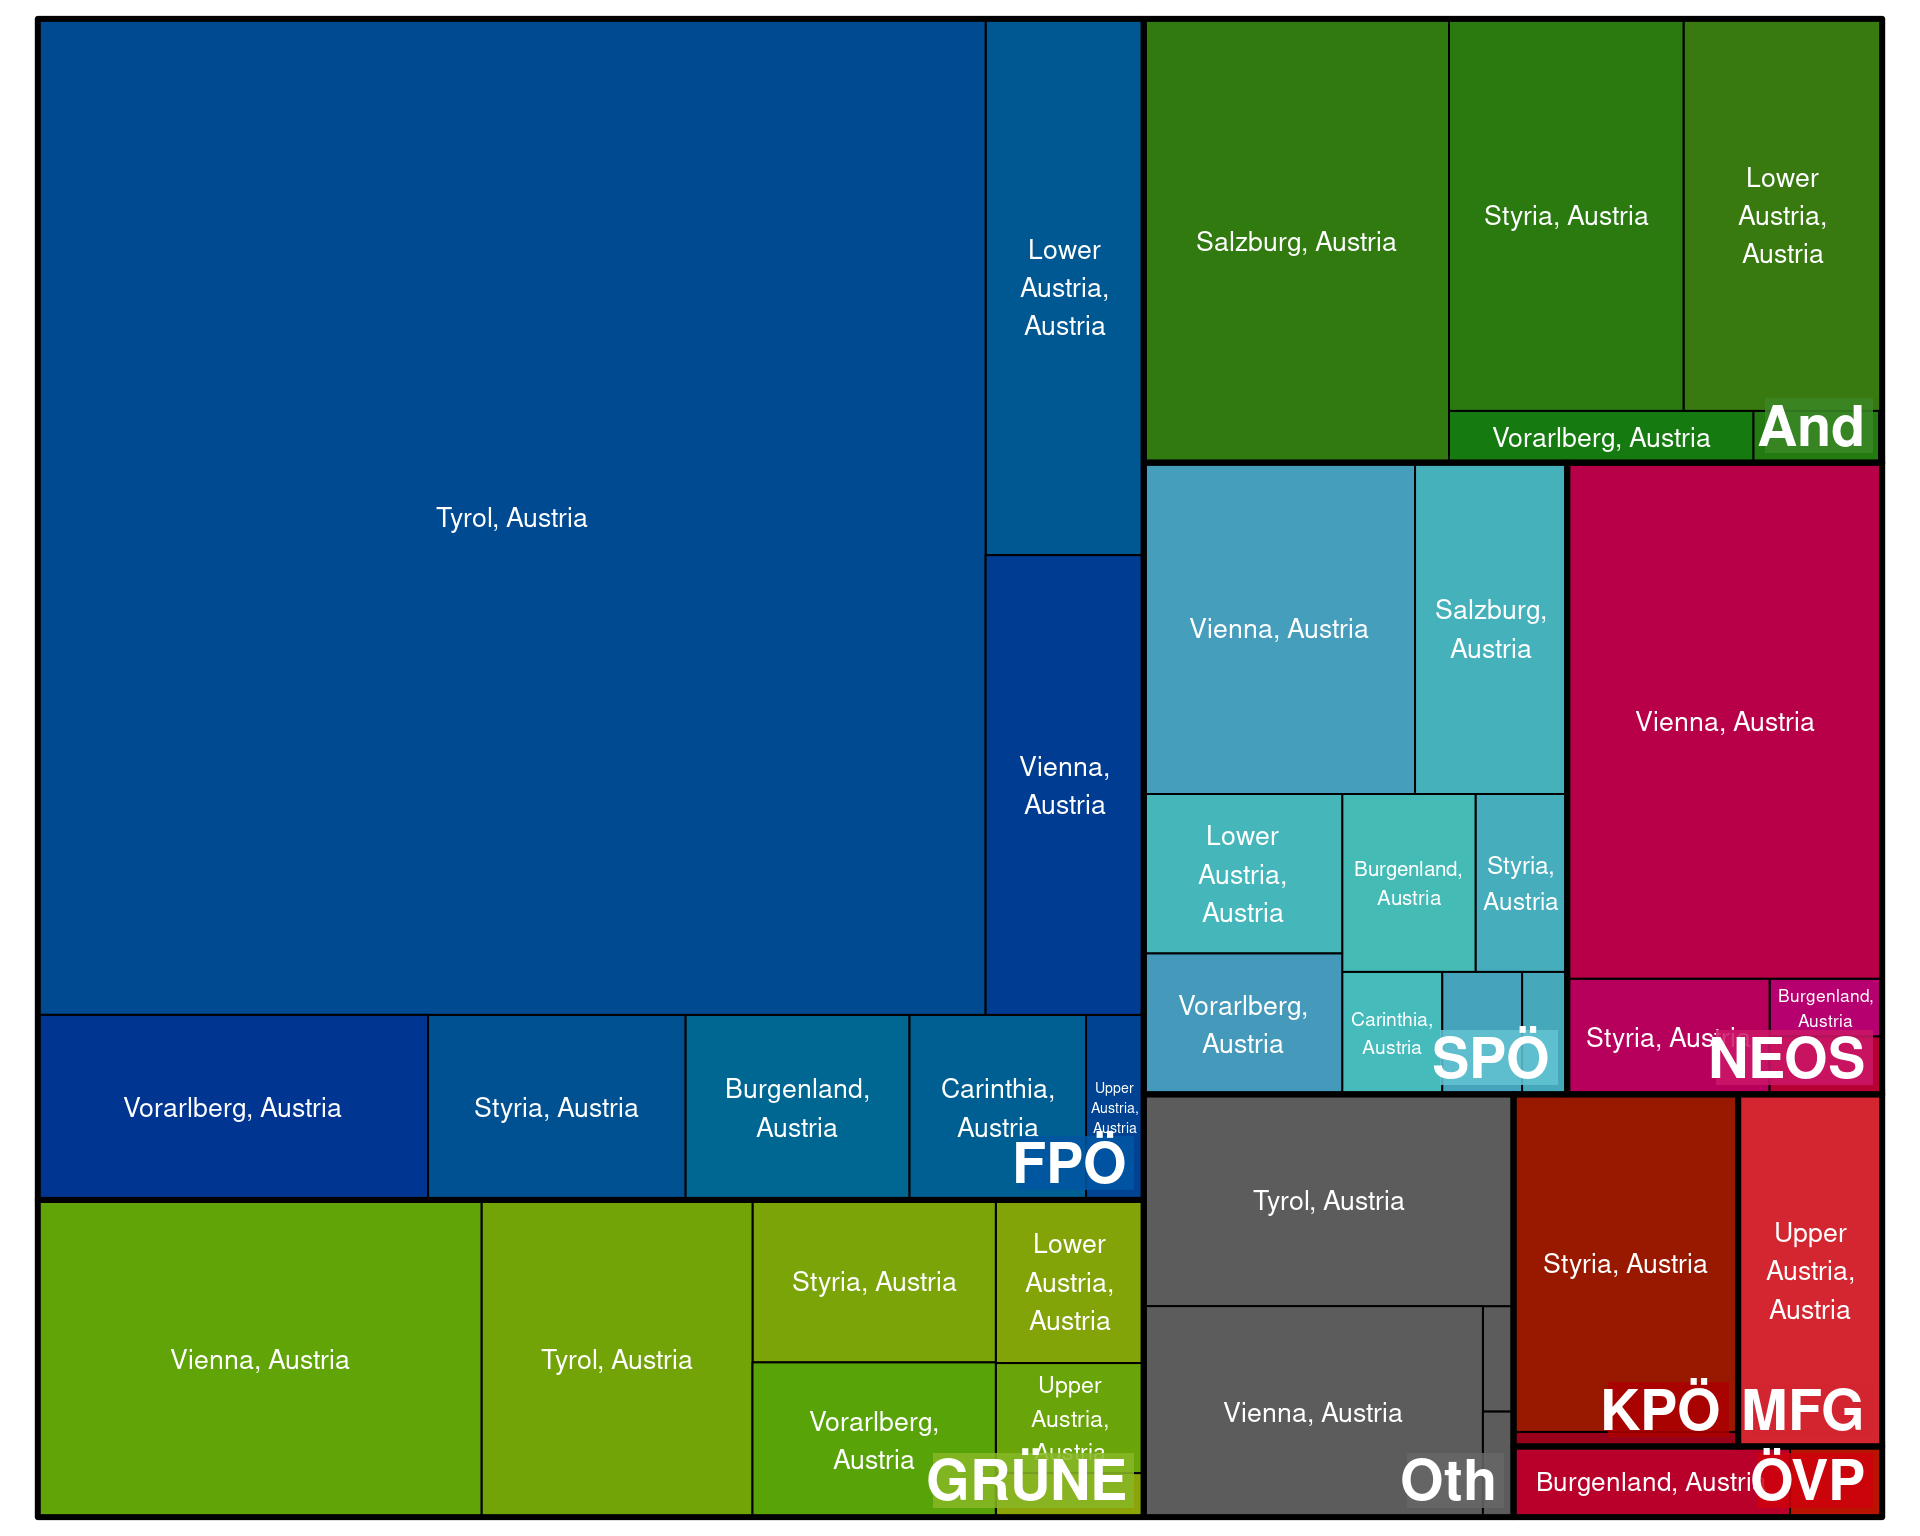 Tyrol, Austria
Lower
Austria,
Austria
Vienna,
Austria
Vorarlberg, Austria
Styria, Austria
Burgenland,
Austria
Carinthia,
Austria
Upper
Austria,
Austria
FPÖ
Vienna, Austria
Tyrol, Austria
Styria, Austria
Lower
Austria,
Austria
Vorarlberg,
Austria
Upper
Austria,
Austria
GRÜNE
Salzburg, Austria
Styria, Austria
Lower
Austria,
Austria
Vorarlberg, Austria
And
Vienna, Austria
Salzburg,
Austria
Lower
Austria,
Austria
Burgenland,
Austria
Styria,
Austria
Vorarlberg,
Austria
Carinthia,
Austria
SPÖ
Vienna, Austria
Styria, Austria
Burgenland,
Austria
NEOS
Tyrol, Austria
Vienna, Austria
Oth
Styria, Austria
KPÖ
Upper
Austria,
Austria
MFG
Burgenland, Austria
ÖVP